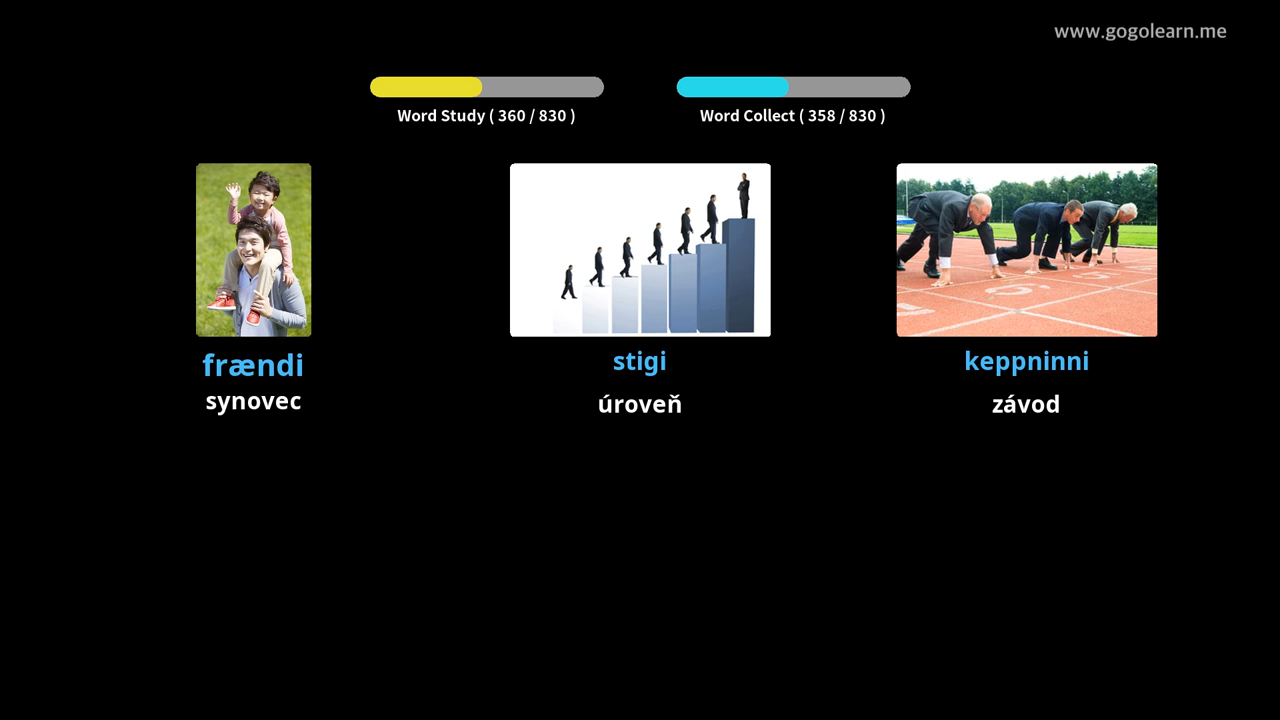 www.gogolearn.me
Word Study ( 360 / 830 )
Word Collect ( 358 / 830 )
frændi
synovec
stigi
úroveň
keppninni
závod